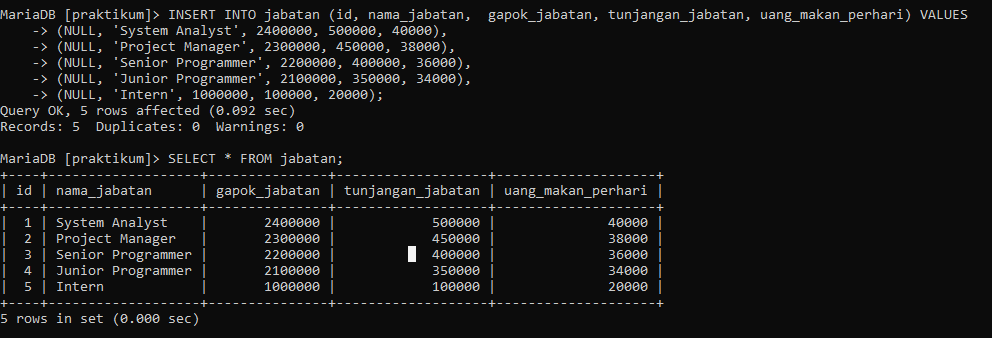 MariaDB [praktikum]> INSERT INTO jabatan (id, nama_jabatan,  gapok_jabatan, tunjangan_jabatan, uang_makan_perhari) VALUES
    -> (NULL, 'System Analyst', 2400000, 500000, 40000),
    -> (NULL, 'Project Manager', 2300000, 450000, 38000),
    -> (NULL, 'Senior Programmer', 2200000, 400000, 36000),
    -> (NULL, 'Junior Programmer', 2100000, 350000, 34000),
    -> (NULL, 'Intern', 1000000, 100000, 20000);
Query OK, 5 rows affected (0.092 sec)
Records: 5  Duplicates: 0  Warnings: 0

MariaDB [praktikum]> SELECT * FROM jabatan;
+----+-------------------+---------------+-------------------+--------------------+
| id | nama_jabatan      | gapok_jabatan | tunjangan_jabatan | uang_makan_perhari |
+----+-------------------+---------------+-------------------+--------------------+
|  1 | System Analyst    |       2400000 |            500000 |              40000 |
|  2 | Project Manager   |       2300000 |            450000 |              38000 |
|  3 | Senior Programmer |       2200000 |            400000 |              36000 |
|  4 | Junior Programmer |       2100000 |            350000 |              34000 |
|  5 | Intern            |       1000000 |            100000 |              20000 |
+----+-------------------+---------------+-------------------+--------------------+
5 rows in set (0.000 sec)